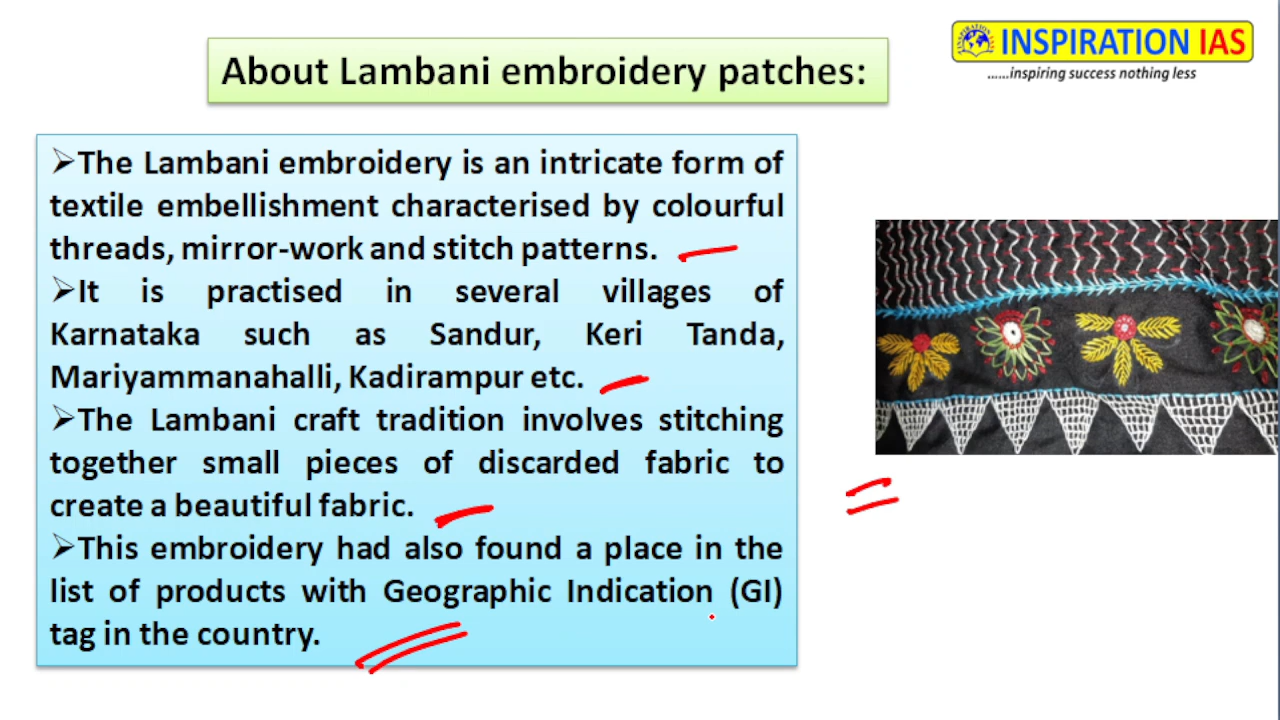 INSPIRATION IAS
......inspiring success nothing less
About Lambani embroidery patches:
➢The Lambani embroidery is an intricate form of
textile embellishment characterised by colourful
threads, mirror-work and stitch patterns.
➢It is practised in several villages of
Karnataka such as Sandur, Keri Tanda,
Mariyammanahalli, Kadirampur etc.
➢The Lambani craft tradition involves stitching
together small pieces of discarded fabric to
create a beautiful fabric.
➢This embroidery had also found a place in the
list of products with Geographic Indication (GI)
tag in the country.